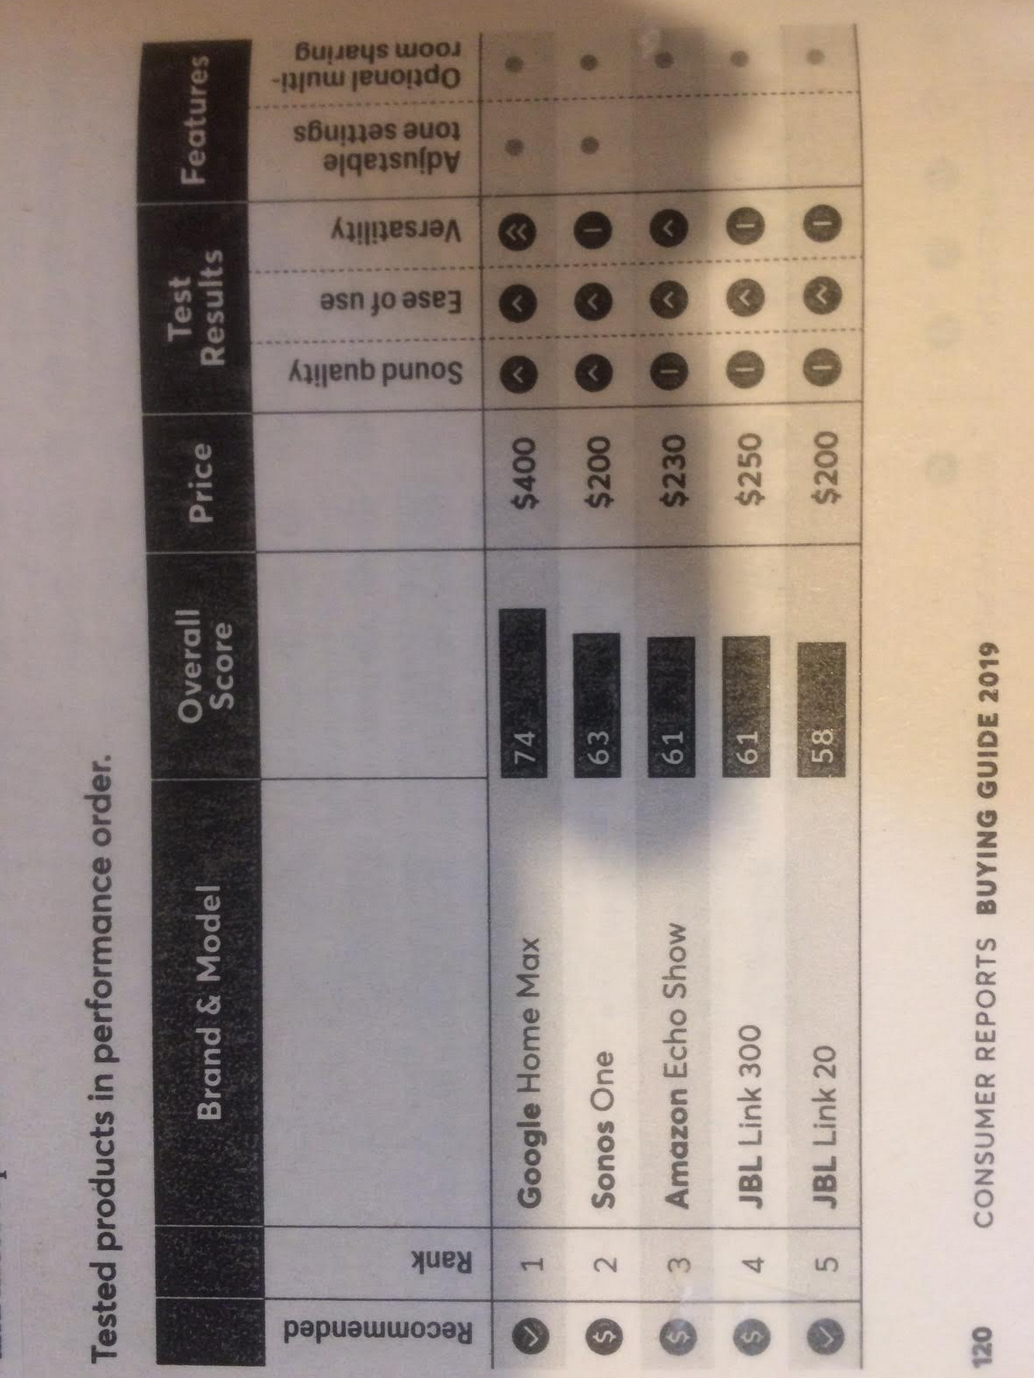 Tested products in performance order.
Brand & Model
Overall
Score
Price
Test
Results
Features
Recommended
Rank
Sound quality
Ease of use
Versatility
Adjustable
tone settings
Optional multi-
room sharing
1 Google Home Max 74 $400
$ 2 Sonos One 63 $200
$ 3 Amazon Echo Show 61 $230
$ 4 JBL Link 300 61 $250
5 JBL Link 20 58 $200
120 CONSUMER REPORTS BUYING GUIDE 2019